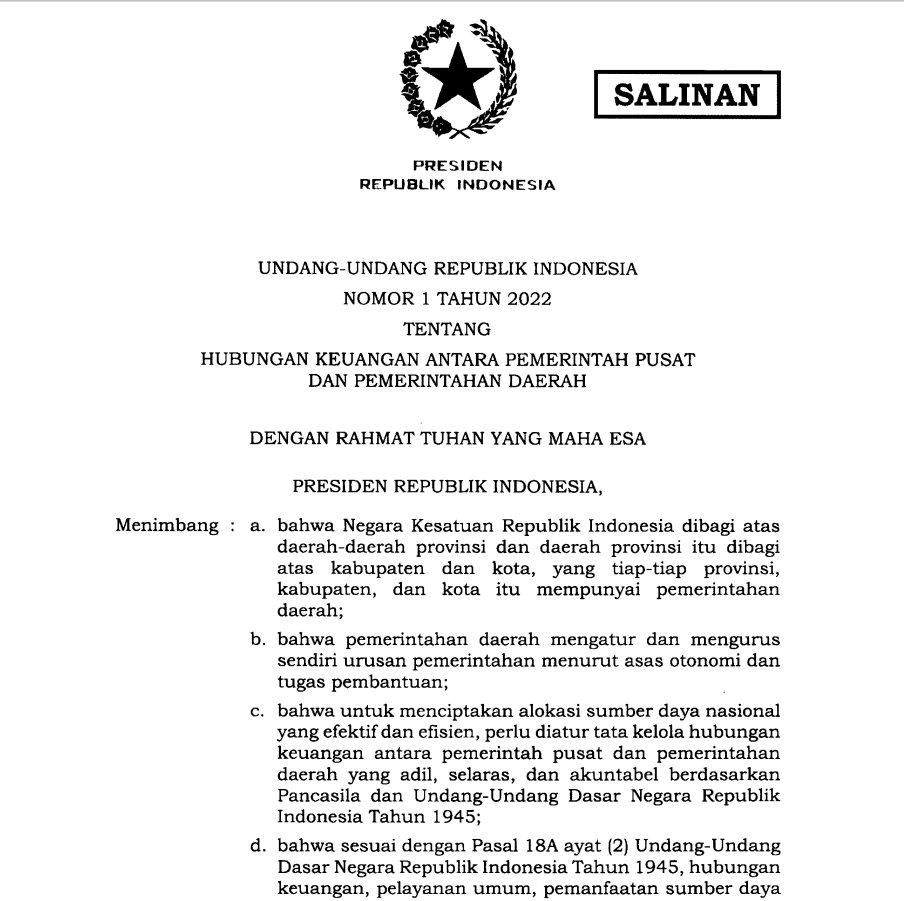 SALINAN
PRESIDEN
REPUBLIK INDONESIA
UNDANG-UNDANG REPUBLIK INDONESIA
NOMOR 1 TAHUN 2022
TENTANG
HUBUNGAN KEUANGAN ANTARA PEMERINTAH PUSAT
DAN PEMERINTAHAN DAERAH
DENGAN RAHMAT TUHAN YANG MAHA ESA
PRESIDEN REPUBLIK INDONESIA,
Menimbang : a. bahwa Negara Kesatuan Republik Indonesia dibagi atas
daerah-daerah provinsi dan daerah provinsi itu dibagi
atas kabupaten dan kota, yang tiap-tiap provinsi,
kabupaten, dan kota itu mempunyai pemerintahan
daerah;
b. bahwa pemerintahan daerah mengatur dan mengurus
sendiri urusan pemerintahan menurut asas otonomi dan
tugas pembantuan;
c. bahwa untuk menciptakan alokasi sumber daya nasional
yang efektif dan efisien, perlu diatur tata kelola hubungan
keuangan antara pemerintah pusat dan pemerintahan
daerah yang adil, selaras, dan akuntabel berdasarkan
Pancasila dan Undang-Undang Dasar Negara Republik
Indonesia Tahun 1945;
d. bahwa sesuai dengan Pasal 18A ayat (2) Undang-Undang
Dasar Negara Republik Indonesia Tahun 1945, hubungan
keuangan, pelayanan umum, pemanfaatan sumber daya